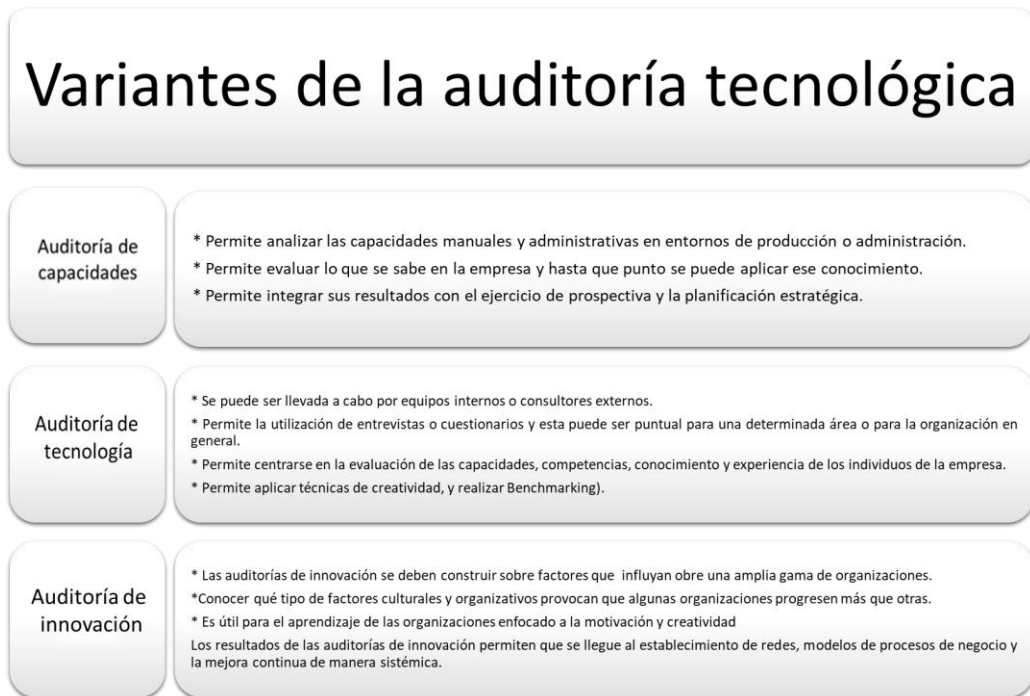 Variantes de la auditoría tecnológica
Auditoría de
capacidades
* Permite analizar las capacidades manuales y administrativas en entornos de producción o administración.
* Permite evaluar lo que se sabe en la empresa y hasta que punto se puede aplicar ese conocimiento.
* Permite integrar sus resultados con el ejercicio de prospectiva y la planificación estratégica.
Auditoría de
tecnología
* Se puede ser llevada a cabo por equipos internos o consultores externos.
* Permite la utilización de entrevistas o cuestionarios y esta puede ser puntual para una determinada área o para la organización en
general.
* Permite centrarse en la evaluación de las capacidades, competencias, conocimiento y experiencia de los individuos de la empresa.
* Permite aplicar técnicas de creatividad, y realizar Benchmarking).
Auditoría de
innovación
* Las auditorías de innovación se deben construir sobre factores que influyan obre una amplia gama de organizaciones.
*Conocer qué tipo de factores culturales y organizativos provocan que algunas organizaciones progresen más que otras.
* Es útil para el aprendizaje de las organizaciones enfocado a la motivación y creatividad
Los resultados de las auditorías de innovación permiten que se llegue al establecimiento de redes, modelos de procesos de negocio y
la mejora continua de manera sistémica.